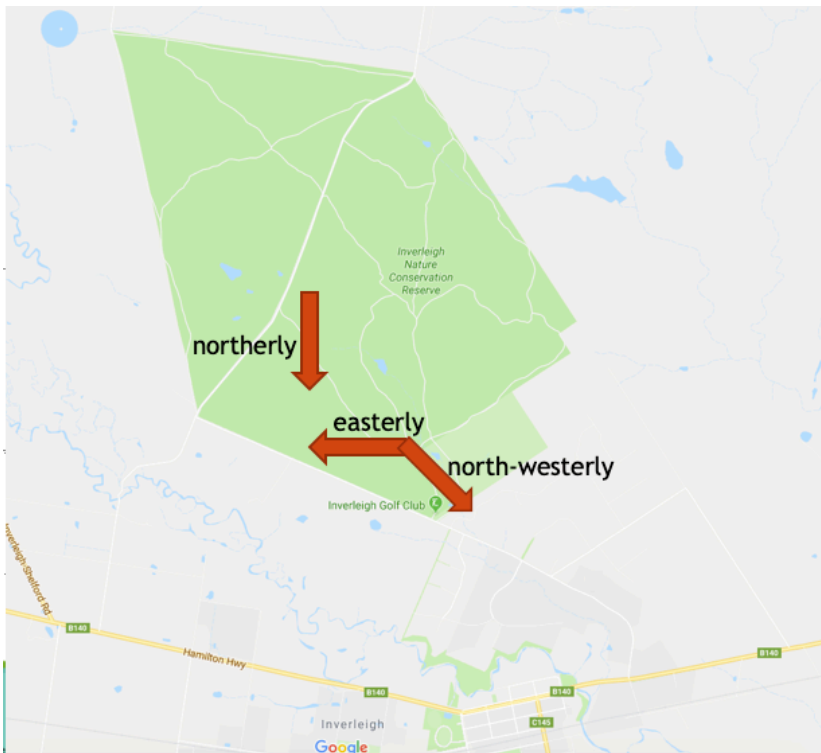 Inverleigh
Nature
Conservation
Reserve
northerly
easterly
north-westerly
Inverleigh Golf Club
Inverleigh-Shelford Rd
B140
Hamilton Hwy
B140
B140
B140
C145
Inverleigh
Google